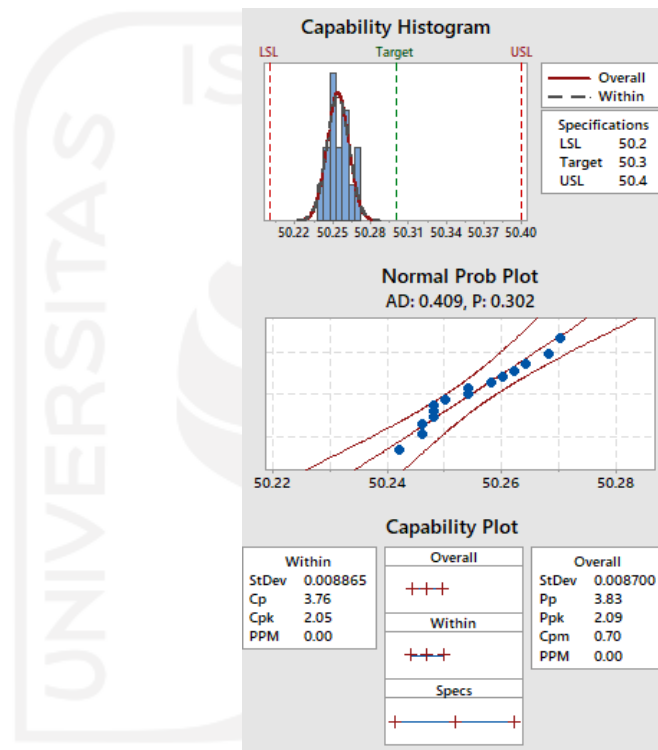 UNIVERSITAS
IS
Capability Histogram
LSL Target USL
Overall
Within
Specifications
LSL 50.2
Target 50.3
USL 50.4
50.22 50.25 50.28 50.31 50.34 50.37 50.40
Normal Prob Plot
AD: 0.409, P: 0.302
50.22 50.24 50.26 50.28
Capability Plot
Within
StDev 0.008865
Cp 3.76
Cpk 2.05
PPM 0.00
Overall
Within
Specs
Overall
StDev 0.008700
Pp 3.83
Ppk 2.09
Cpm 0.70
PPM 0.00